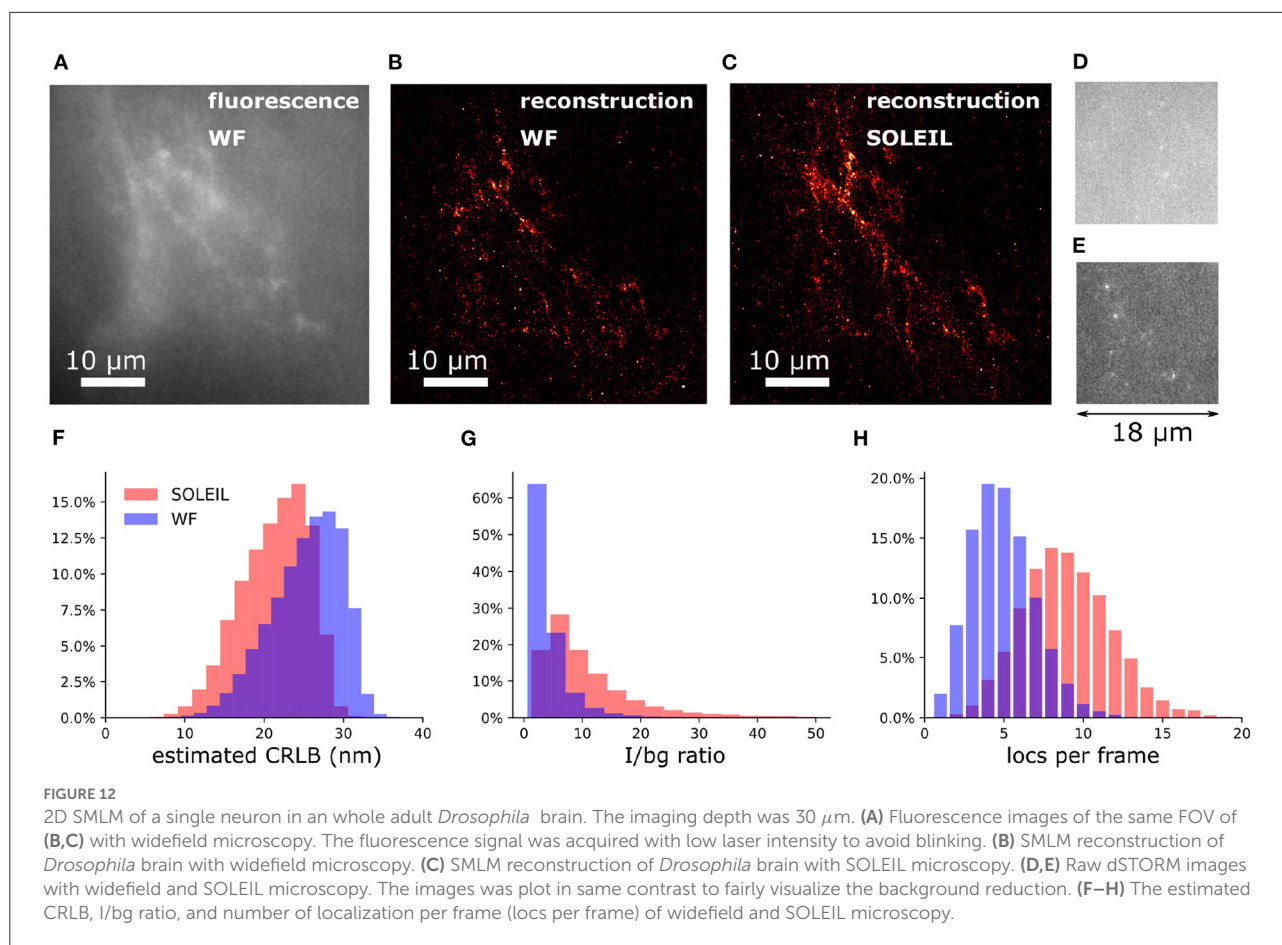 A
B
C
D
fluorescence
WF
10 µm
reconstruction
WF
10 µm
reconstruction
SOLEIL
10 µm
E
18 µm
F
G
H
SOLEIL
WF
15.0%
12.5%
10.0%
7.5%
5.0%
2.5%
0.0%
0 10 20 30 40
estimated CRLB (nm)
60%
50%
40%
30%
20%
10%
0%
0 10 20 30 40 50
I/bg ratio
20.0%
15.0%
10.0%
5.0%
0.0%
5 10 15 20
locs per frame
FIGURE 12
2D SMLM of a single neuron in an whole adult Drosophila brain. The imaging depth was 30 µm. (A) Fluorescence images of the same FOV of
(B,C) with widefield microscopy. The fluorescence signal was acquired with low laser intensity to avoid blinking. (B) SMLM reconstruction of
Drosophila brain with widefield microscopy. (C) SMLM reconstruction of Drosophila brain with SOLEIL microscopy. (D,E) Raw dSTORM images
with widefield and SOLEIL microscopy. The images was plot in same contrast to fairly visualize the background reduction. (F–H) The estimated
CRLB, I/bg ratio, and number of localization per frame (locs per frame) of widefield and SOLEIL microscopy.